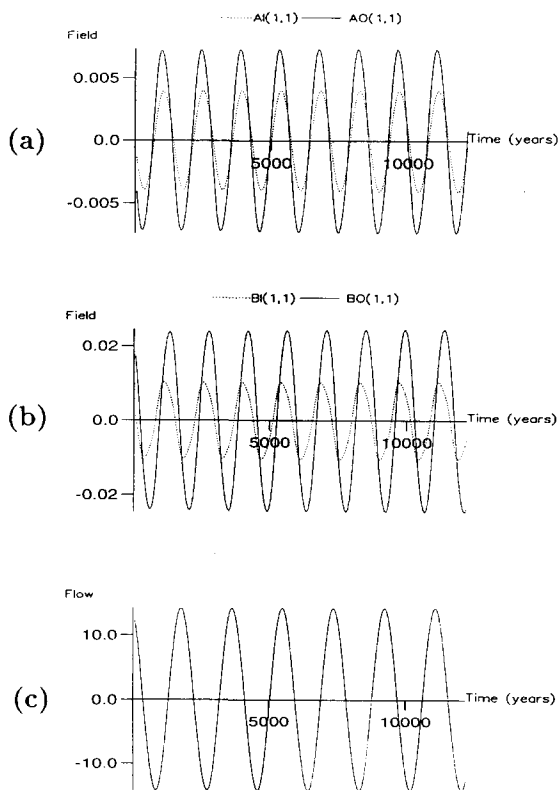 AI(1,1) AO(1,1)
Field
0.005
(a)
0.0
Time (years)
5000 10000
-0.005
BI(1,1) BO(1,1)
Field
0.02
(b)
0.0
Time (years)
5000 10000
-0.02
Flow
10.0
(c)
0.0
Time (years)
5000 10000
-10.0